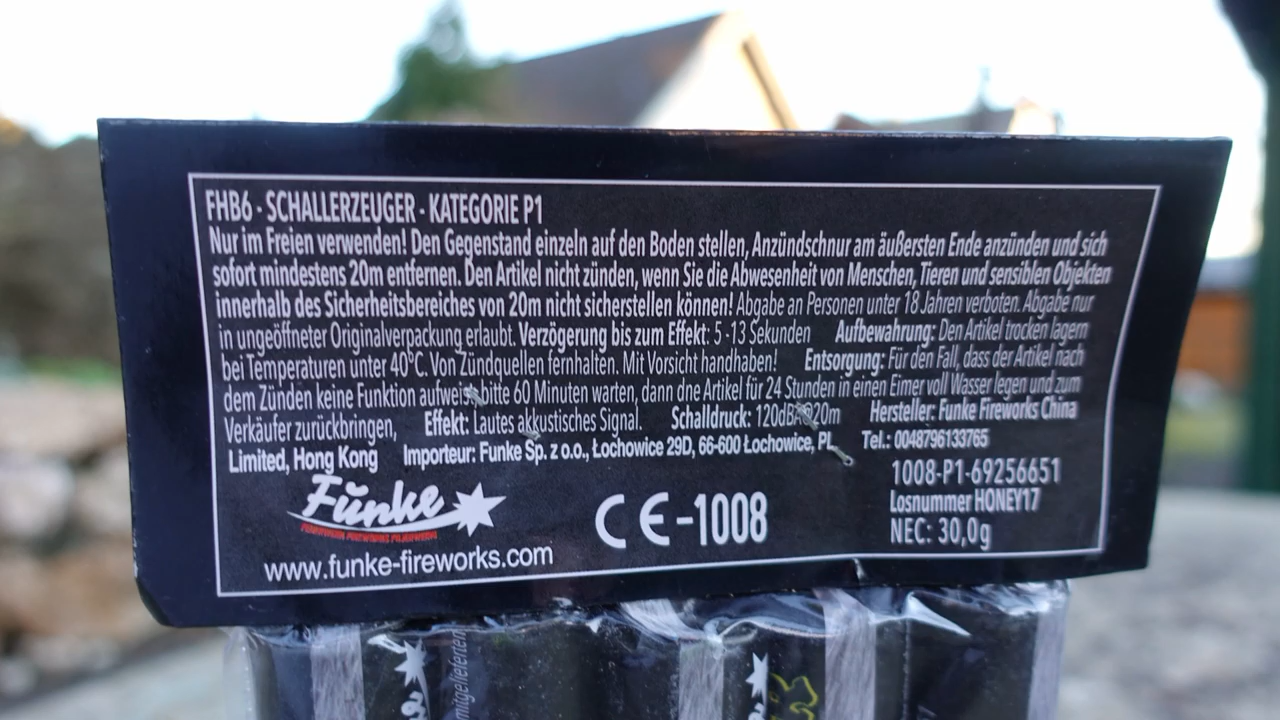 FHB6 - SCHALLERZEUGER - KATEGORIE P1
Nur im Freien verwenden! Den Gegenstand einzeln auf den Boden stellen, Anzündschnur am äußersten Ende anzünden und sich
sofort mindestens 20m entfernen. Den Artikel nicht zünden, wenn Sie die Abwesenheit von Menschen, Tieren und sensiblen Objekten
innerhalb des Sicherheitsbereiches von 20m nicht sicherstellen können! Abgabe an Personen unter 18 Jahren verboten. Abgabe nur
in ungeöffneter Originalverpackung erlaubt. Verzögerung bis zum Effekt: 5 -13 Sekunden Aufbewahrung: Den Artikel trocken lagern
bei Temperaturen unter 40°C. Von Zündquellen fernhalten. Mit Vorsicht handhaben! Entsorgung: Für den Fall, dass der Artikel nach
dem Zünden keine Funktion aufweist bitte 60 Minuten warten, dann dne Artikel für 24 Stunden in einen Eimer voll Wasser legen und zum
Verkäufer zurückbringen, Effekt: Lautes akkustisches Signal. Schalldruck: 120dBA@20m Hersteller: Funke Fireworks China
Limited, Hong Kong Importeur: Funke Sp. z o.o., Łochowice 29D, 66-600 Łochowice, PL Tel.: 0048796133765
1008-P1-69256651
Losnummer HONEY17
NEC: 30,0g
Funke
CE-1008
www.funke-fireworks.com
mitgelieferten